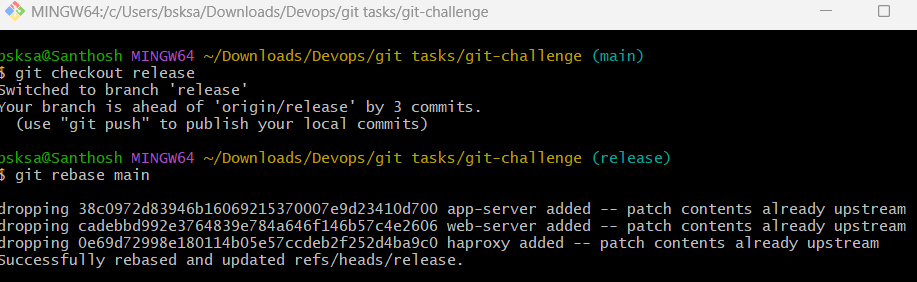 MINGW64:/c/Users/bsksa/Downloads/Devops/git tasks/git-challenge
bsksa@Santhosh MINGW64 ~/Downloads/Devops/git tasks/git-challenge (main)
$ git checkout release
Switched to branch 'release'
Your branch is ahead of 'origin/release' by 3 commits.
  (use "git push" to publish your local commits)
bsksa@Santhosh MINGW64 ~/Downloads/Devops/git tasks/git-challenge (release)
$ git rebase main
dropping 38c0972d83946b16069215370007e9d23410d700 app-server added -- patch contents already upstream
dropping cadebbd992e3764839e784a646f146b57c4e2606 web-server added -- patch contents already upstream
dropping 0e69d72998e180114b05e57ccdeb2f252d4ba9c0 haproxy added -- patch contents already upstream
Successfully rebased and updated refs/heads/release.